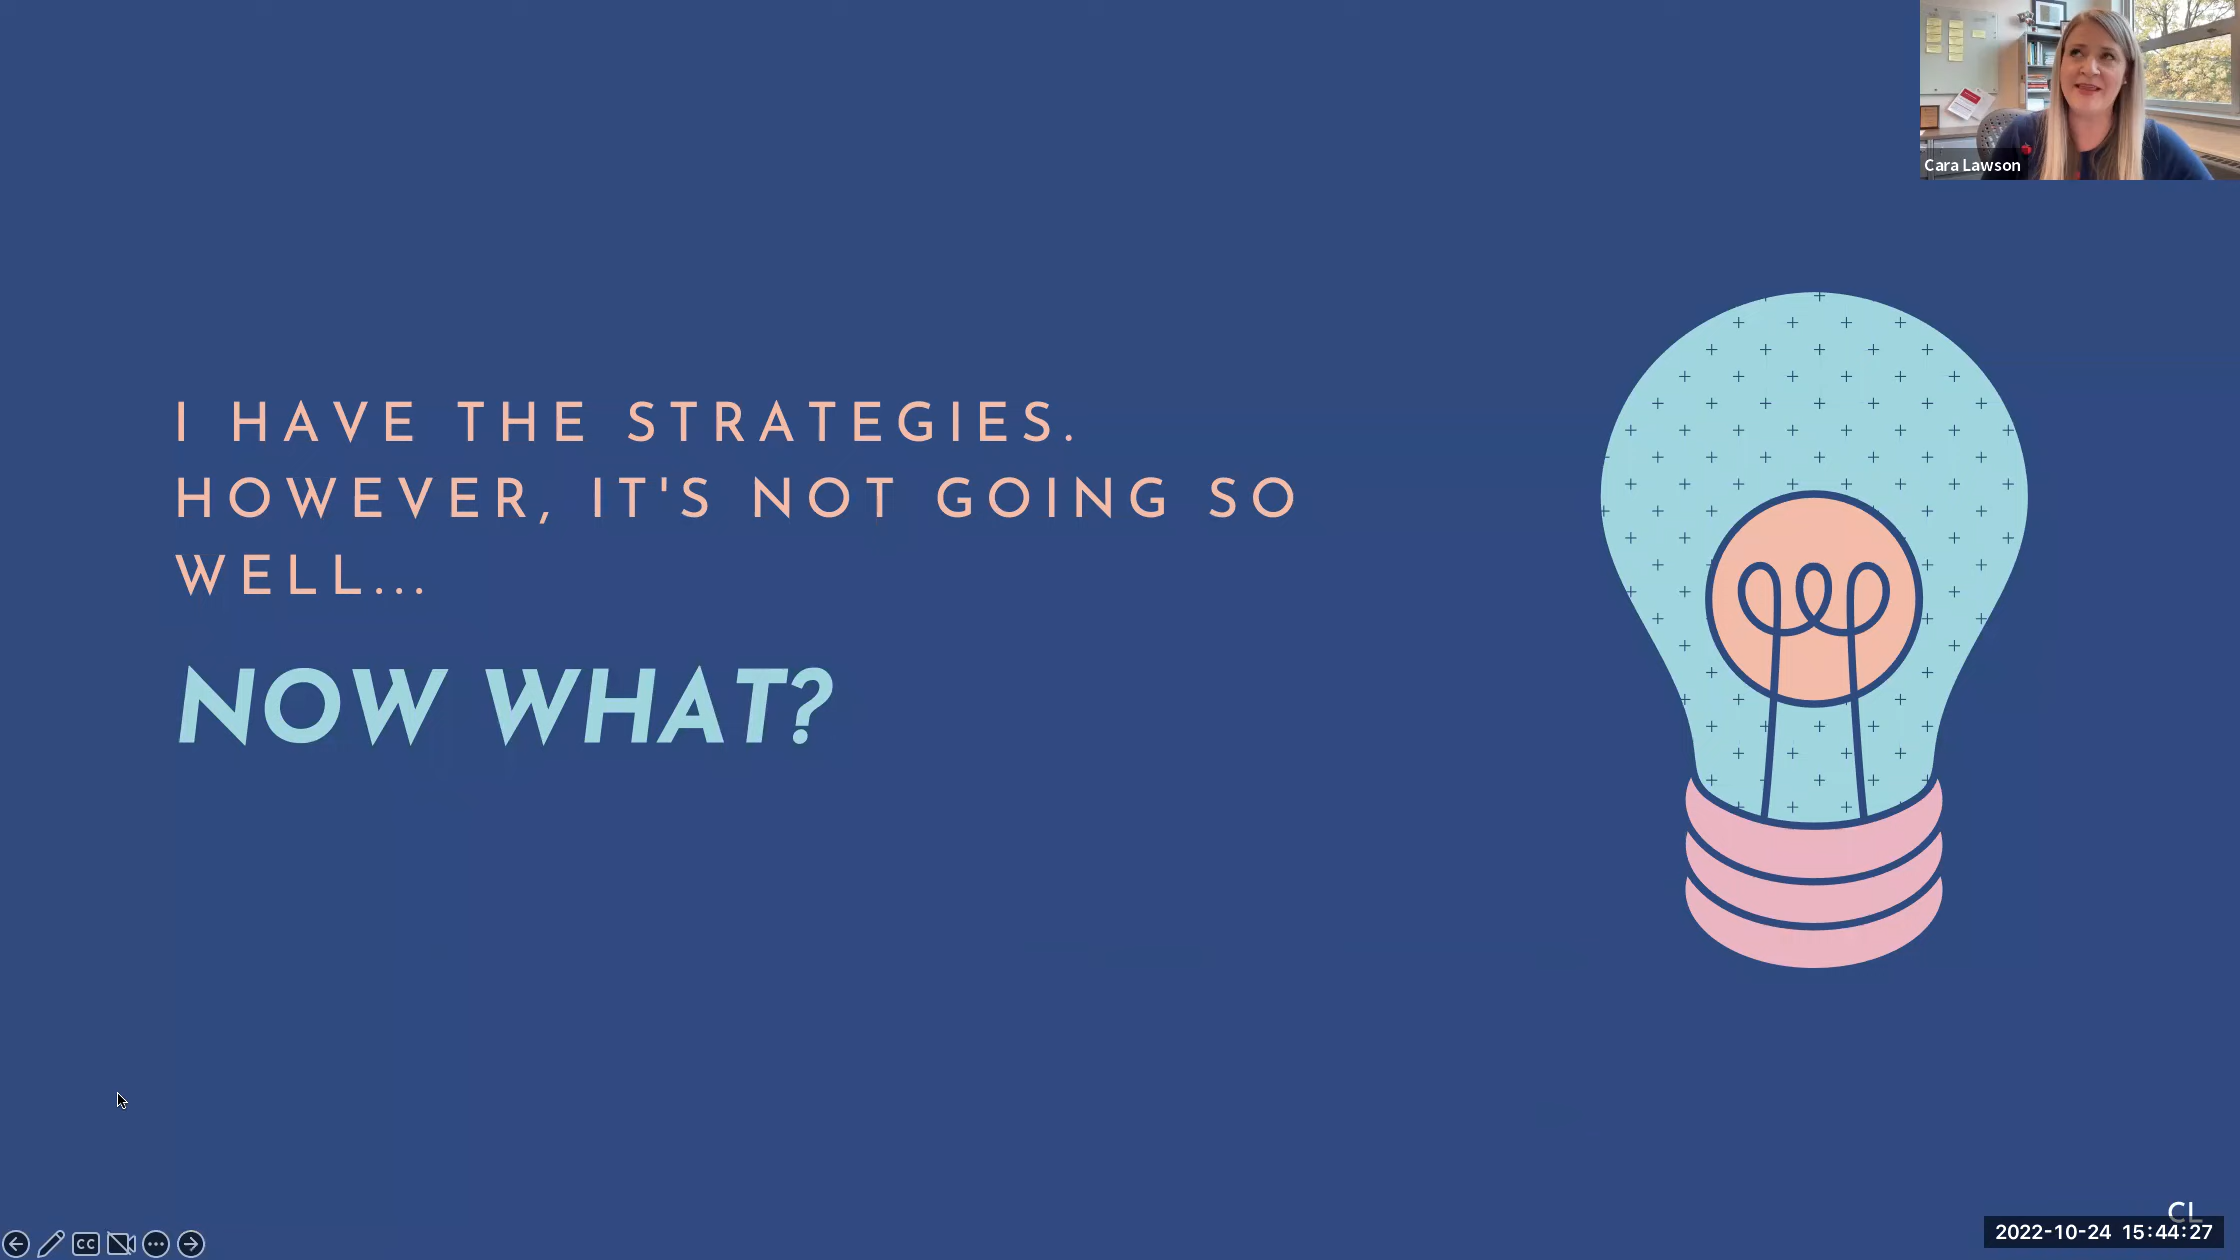 Cara Lawson
I HAVE THE STRATEGIES.
HOWEVER, IT'S NOT GOING SO
WELL...
NOW WHAT?
CL
CC
2022-10-24 15:44:27